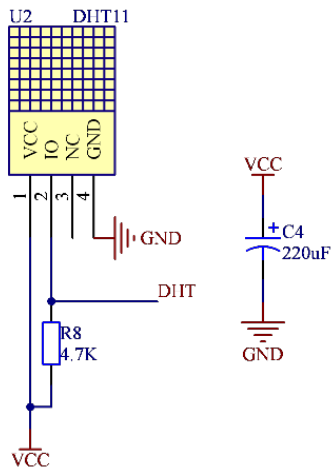 U2 DHT11
VCC
IO
NC
GND
1
2
3
4
GND
DHT
R8
4.7K
VCC
VCC
C4
220uF
GND